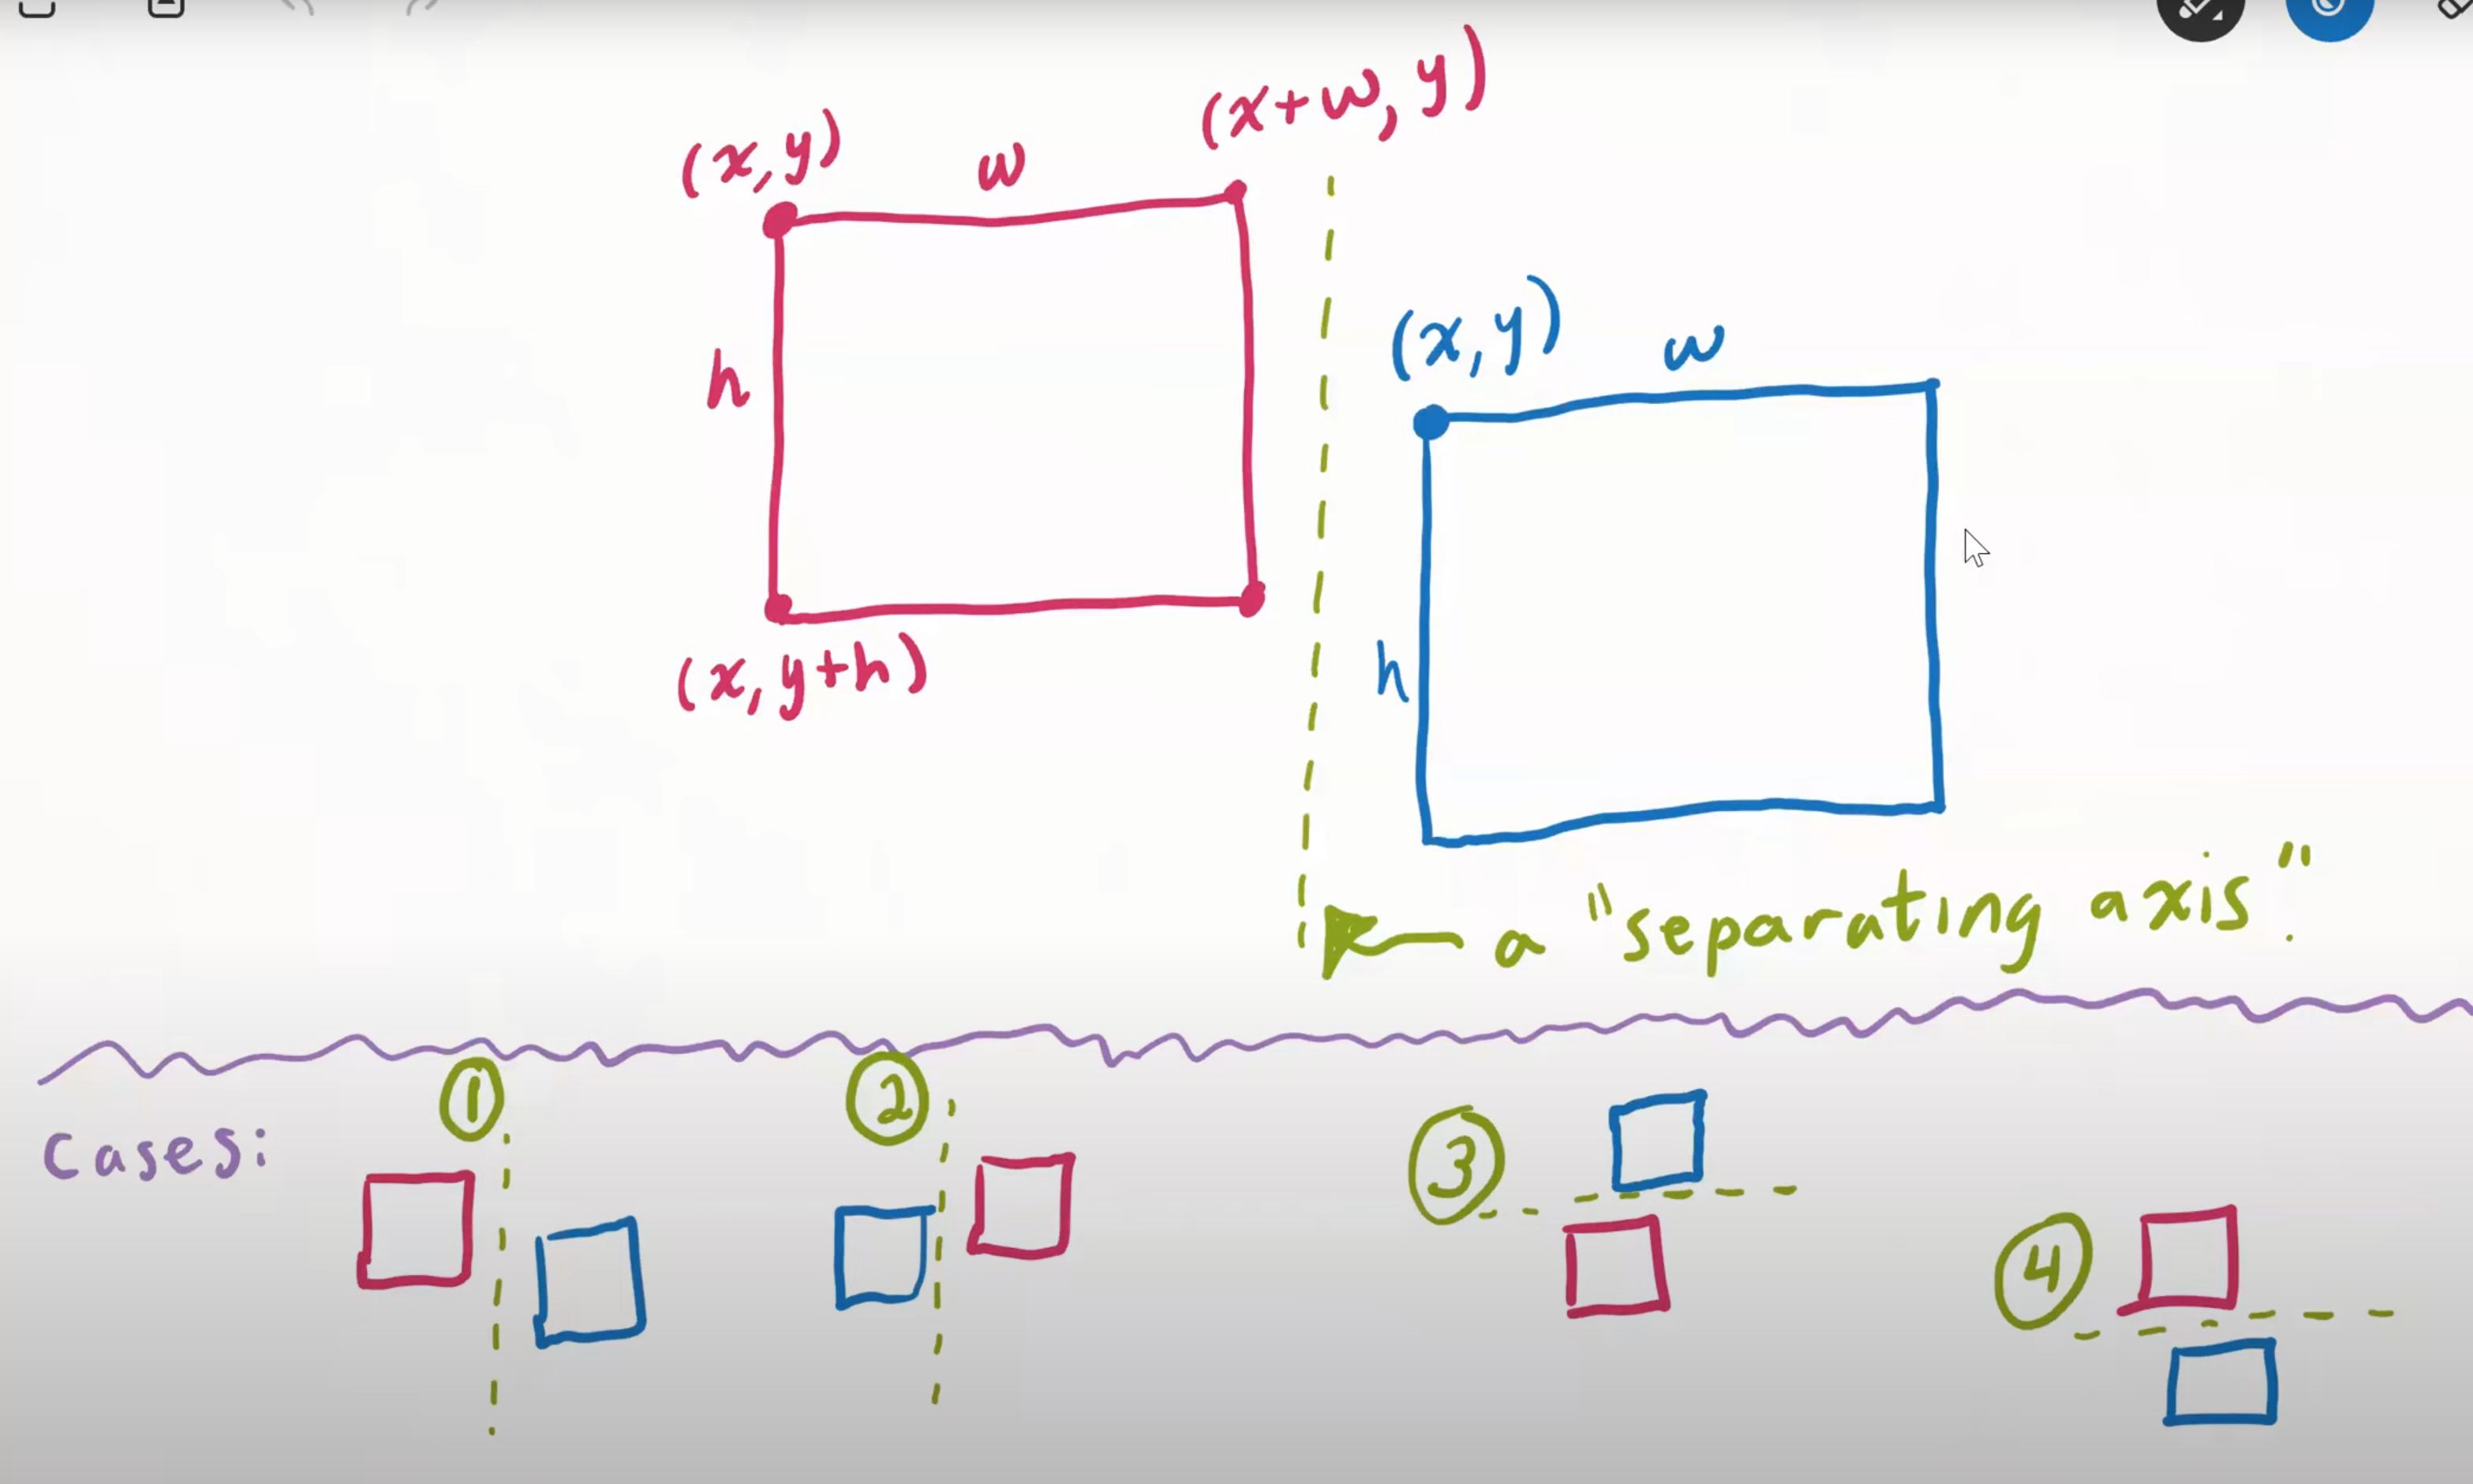 (x+w, y)
(x,y)
w
(x,y)
w
h
h
(x, y+h)
a "separating axis".
①
②
Cases:
③
④